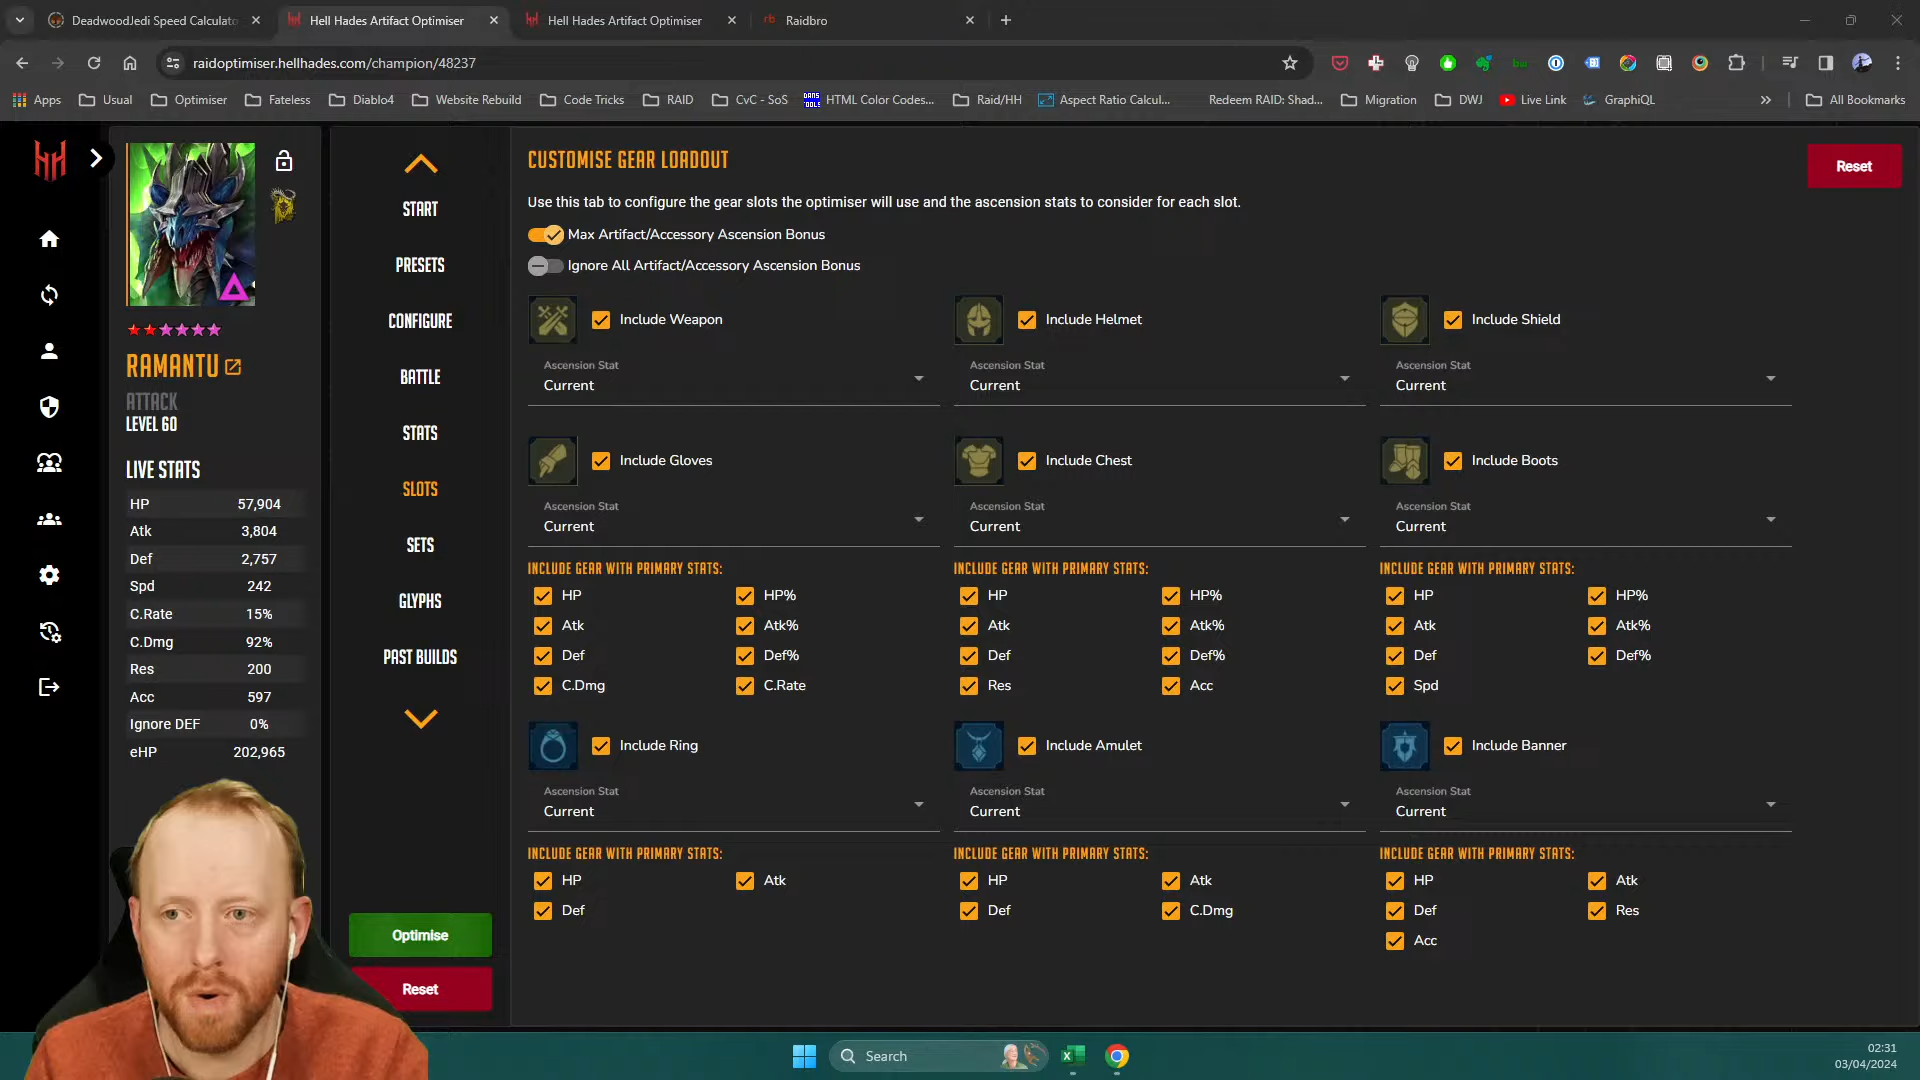 DeadwoodJedi Speed Calculato
Hell Hades Artifact Optimiser
Hell Hades Artifact Optimiser
rb Raidbro
raidoptimiser.hellhades.com/champion/48237
Apps Usual Optimiser Fateless Diablo4 Website Rebuild Code Tricks RAID CvC - SoS HTML Color Codes... Raid/HH Aspect Ratio Calcul... Redeem RAID: Shad... Migration DWJ Live Link GraphiQL » All Bookmarks
RAMANTU
ATTACK
LEVEL 60
LIVE STATS
HP 57,904
Atk 3,804
Def 2,757
Spd 242
C.Rate 15%
C.Dmg 92%
Res 200
Acc 597
Ignore DEF 0%
eHP 202,965
START
PRESETS
CONFIGURE
BATTLE
STATS
SLOTS
SETS
GLYPHS
PAST BUILDS
Optimise
Reset
CUSTOMISE GEAR LOADOUT
Reset
Use this tab to configure the gear slots the optimiser will use and the ascension stats to consider for each slot.
Max Artifact/Accessory Ascension Bonus
Ignore All Artifact/Accessory Ascension Bonus
Include Weapon Include Helmet Include Shield
Ascension Stat Ascension Stat Ascension Stat
Current Current Current
Include Gloves Include Chest Include Boots
Ascension Stat Ascension Stat Ascension Stat
Current Current Current
INCLUDE GEAR WITH PRIMARY STATS: INCLUDE GEAR WITH PRIMARY STATS: INCLUDE GEAR WITH PRIMARY STATS:
HP HP% HP HP% HP HP%
Atk Atk% Atk Atk% Atk Atk%
Def Def% Def Def% Def Def%
C.Dmg C.Rate Res Acc Spd
Include Ring Include Amulet Include Banner
Ascension Stat Ascension Stat Ascension Stat
Current Current Current
INCLUDE GEAR WITH PRIMARY STATS: INCLUDE GEAR WITH PRIMARY STATS: INCLUDE GEAR WITH PRIMARY STATS:
HP Atk HP Atk HP Atk
Def Def C.Dmg Def Res
Acc
Search
02:31
03/04/2024